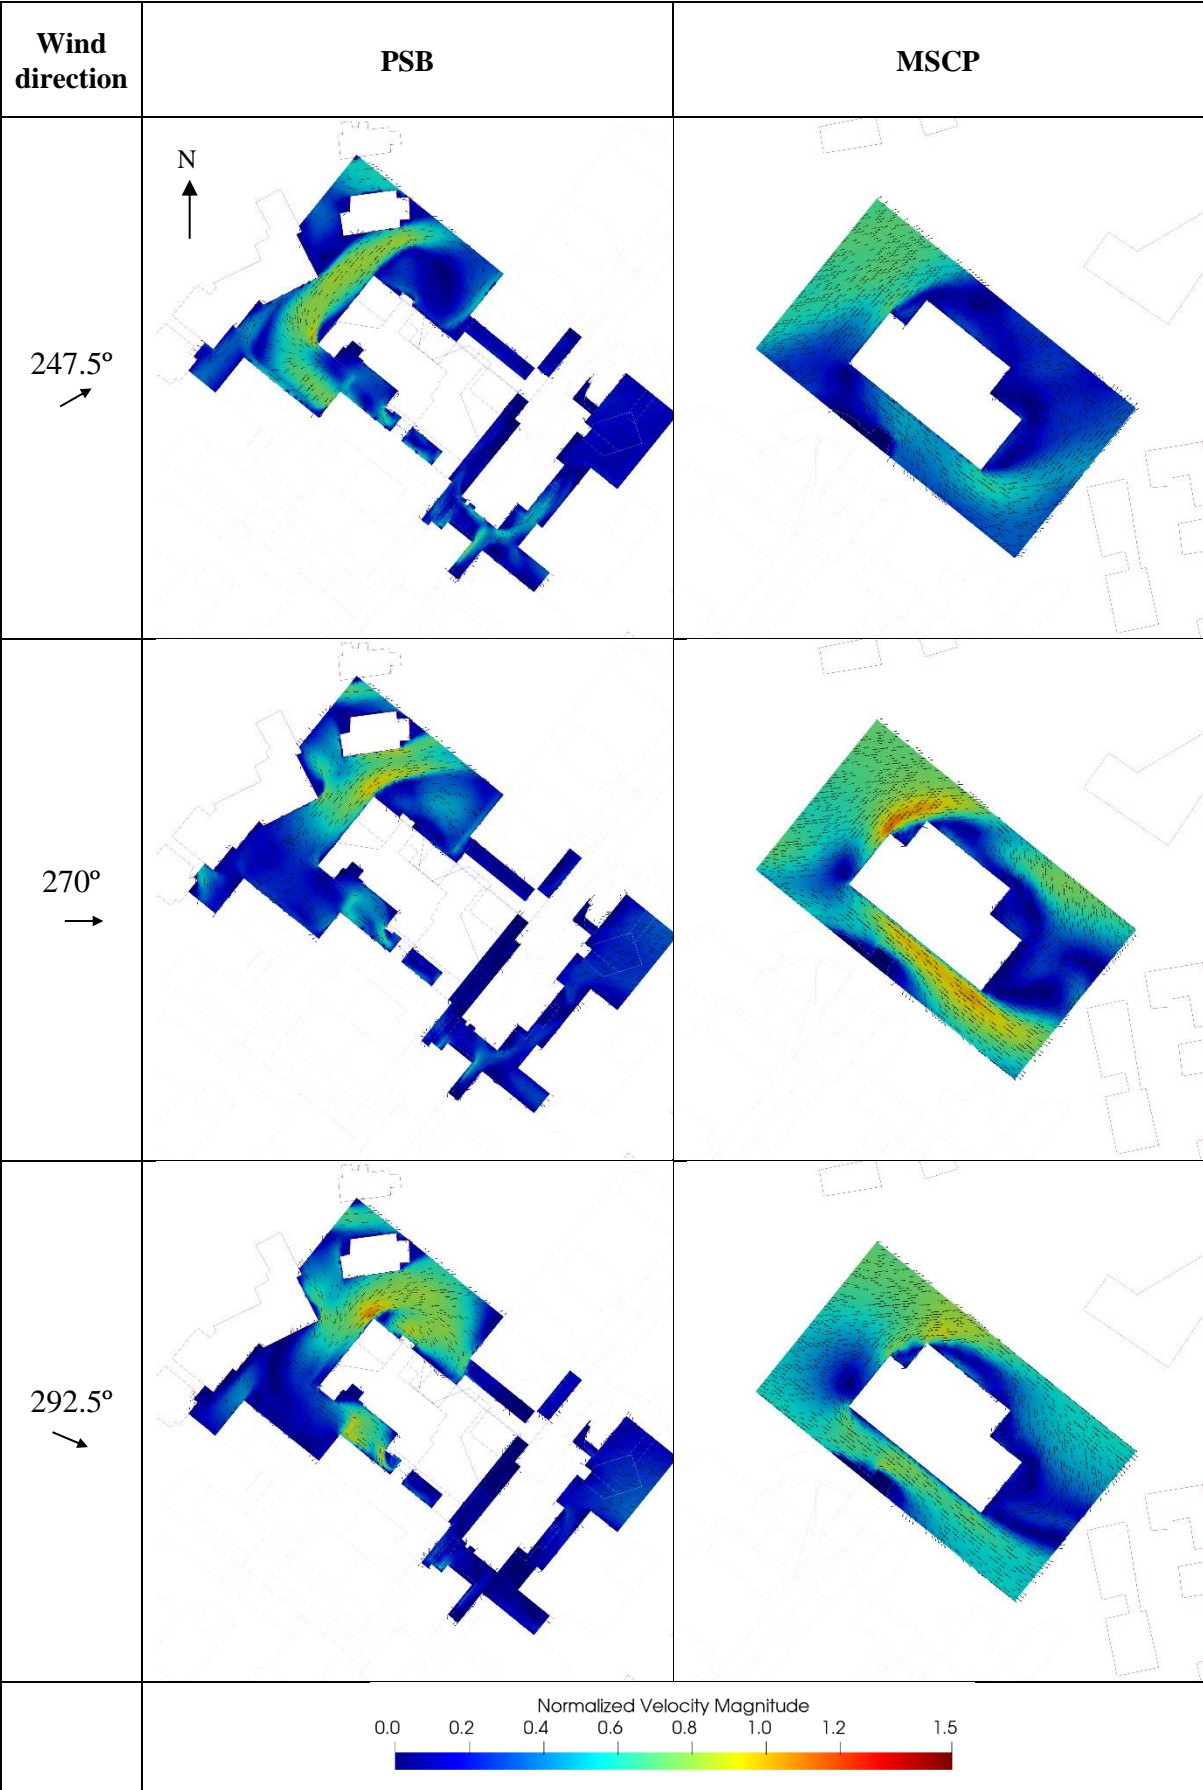 Wind
direction
PSB
MSCP
N
247.5º
270º
292.5º
Normalized Velocity Magnitude
0.0 0.2 0.4 0.6 0.8 1.0 1.2 1.5